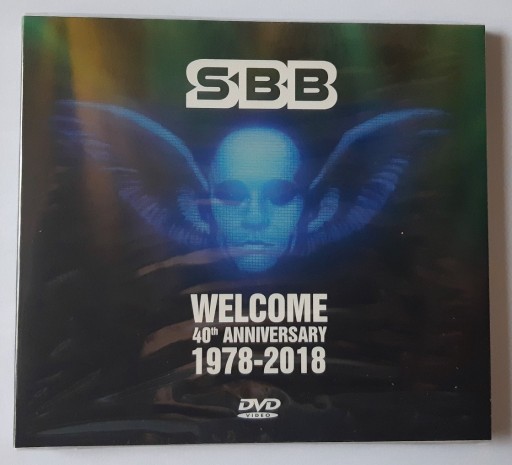 SBB
WELCOME
40th ANNIVERSARY
1978-2018
DVD
VIDEO